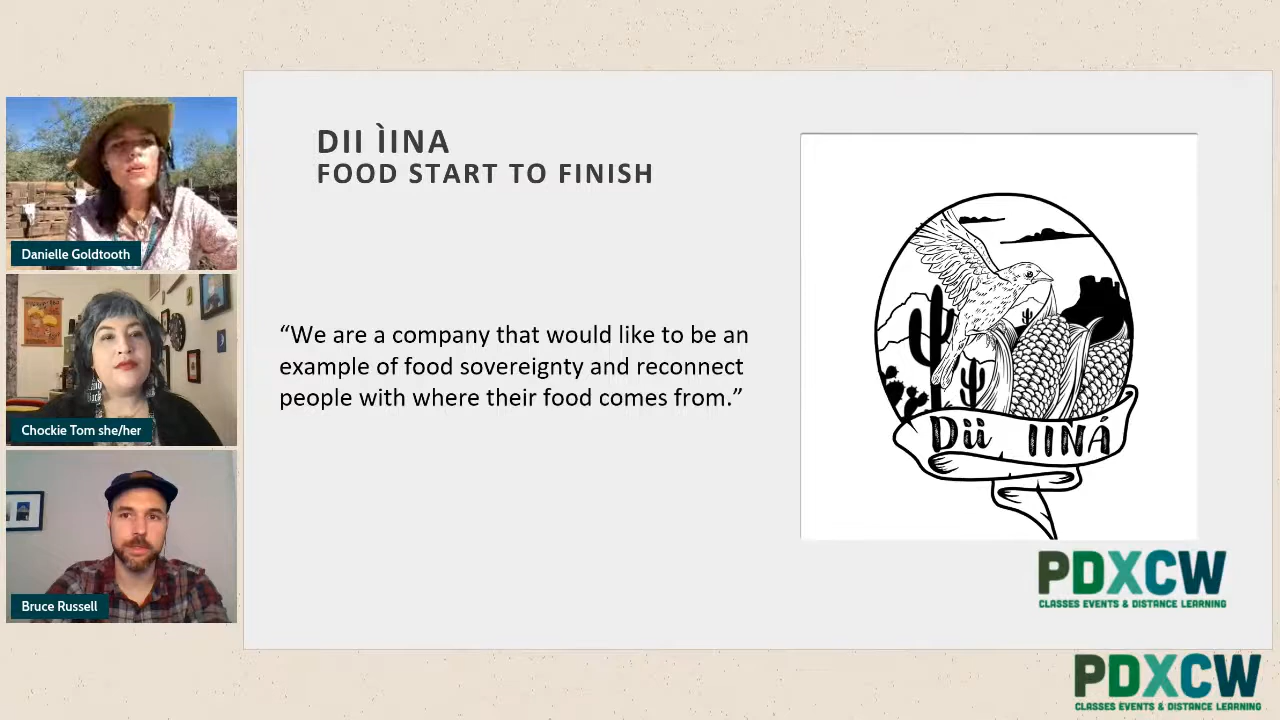 Danielle Goldtooth
Chockie Tom she/her
Bruce Russell
DII ÌINA
FOOD START TO FINISH
“We are a company that would like to be an
example of food sovereignty and reconnect
people with where their food comes from.”
Dii IINÁ
PDXCW
CLASSES EVENTS & DISTANCE LEARNING
PDXCW
CLASSES EVENTS & DISTANCE LEARNING